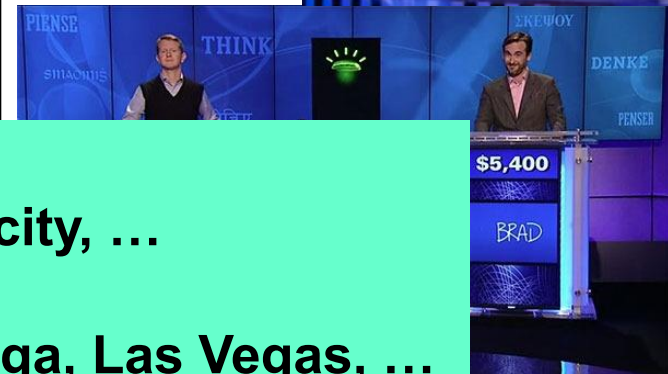 PIENSE
THINK
ΣΚΕΨΟΥ
DENKE
PENSER
$5,400
BRAD
city, …
ga, Las Vegas, …